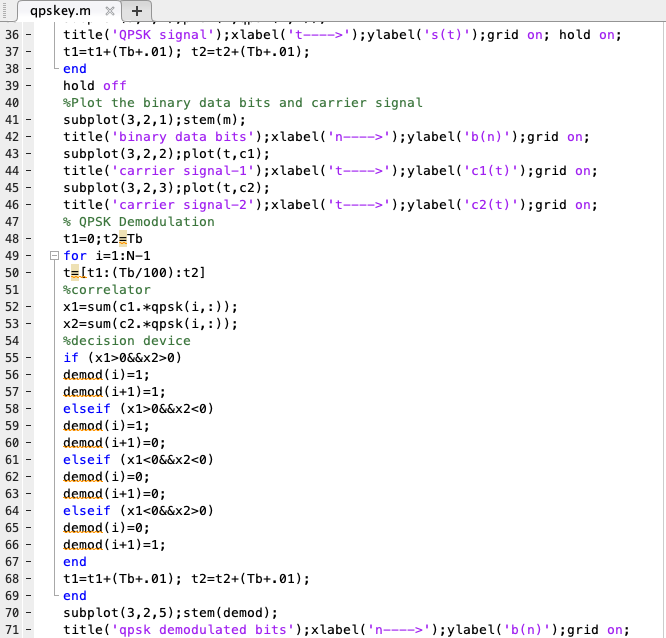 qpskey.m
36 - title('QPSK signal');xlabel('t---->');ylabel('s(t)');grid on; hold on;
37 - t1=t1+(Tb+.01); t2=t2+(Tb+.01);
38 - end
39 - hold off
40 %Plot the binary data bits and carrier signal
41 - subplot(3,2,1);stem(m);
42 - title('binary data bits');xlabel('n---->');ylabel('b(n)');grid on;
43 - subplot(3,2,2);plot(t,c1);
44 - title('carrier signal-1');xlabel('t---->');ylabel('c1(t)');grid on;
45 - subplot(3,2,3);plot(t,c2);
46 - title('carrier signal-2');xlabel('t---->');ylabel('c2(t)');grid on;
47 % QPSK Demodulation
48 - t1=0;t2=Tb
49 - for i=1:N-1
50 - t=[t1:(Tb/100):t2]
51 %correlator
52 - x1=sum(c1.*qpsk(i,:));
53 - x2=sum(c2.*qpsk(i,:));
54 %decision device
55 - if (x1>0&&x2>0)
56 - demod(i)=1;
57 - demod(i+1)=1;
58 - elseif (x1>0&&x2<0)
59 - demod(i)=1;
60 - demod(i+1)=0;
61 - elseif (x1<0&&x2<0)
62 - demod(i)=0;
63 - demod(i+1)=0;
64 - elseif (x1<0&&x2>0)
65 - demod(i)=0;
66 - demod(i+1)=1;
67 - end
68 - t1=t1+(Tb+.01); t2=t2+(Tb+.01);
69 - end
70 - subplot(3,2,5);stem(demod);
71 - title('qpsk demodulated bits');xlabel('n---->');ylabel('b(n)');grid on;